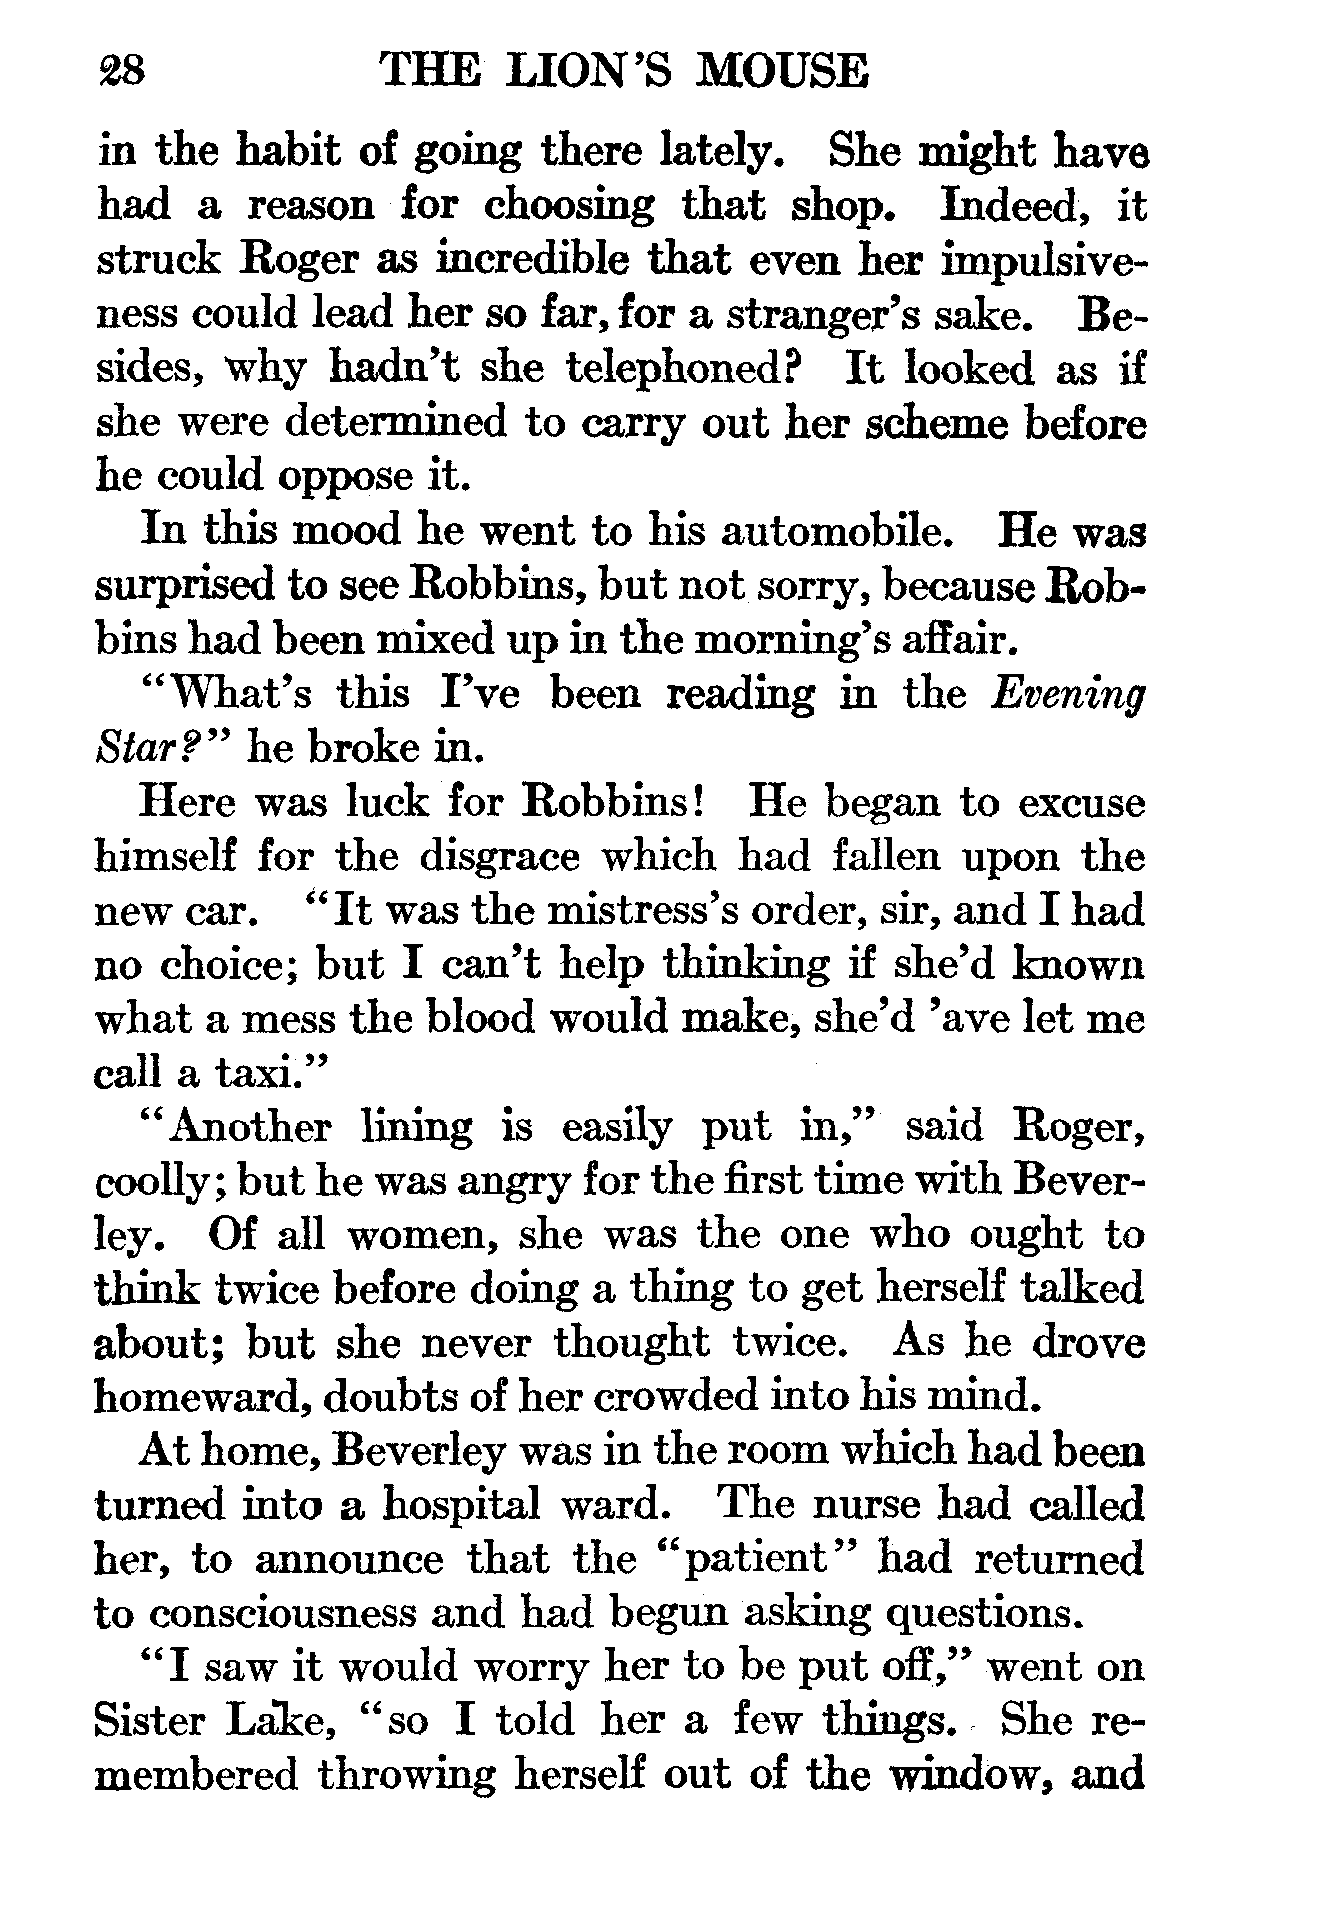 28 THE LION'S MOUSE
in the habit of going there lately. She might have
had a reason for choosing that shop. Indeed, it
struck Roger as incredible that even her impulsive-
ness could lead her so far, for a stranger's sake. Be-
sides, why hadn't she telephoned? It looked as if
she were determined to carry out her scheme before
he could oppose it.
In this mood he went to his automobile. He was
surprised to see Robbins, but not sorry, because Rob-
bins had been mixed up in the morning's affair.
“What's this I've been reading in the Evening
Star?” he broke in.
Here was luck for Robbins! He began to excuse
himself for the disgrace which had fallen upon the
new car. “It was the mistress's order, sir, and I had
no choice; but I can't help thinking if she'd known
what a mess the blood would make, she'd 'ave let me
call a taxi.”
“Another lining is easily put in,” said Roger,
coolly; but he was angry for the first time with Bever-
ley. Of all women, she was the one who ought to
think twice before doing a thing to get herself talked
about; but she never thought twice. As he drove
homeward, doubts of her crowded into his mind.
At home, Beverley was in the room which had been
turned into a hospital ward. The nurse had called
her, to announce that the “patient” had returned
to consciousness and had begun asking questions.
“I saw it would worry her to be put off,” went on
Sister Lake, “so I told her a few things. She re-
membered throwing herself out of the window, and